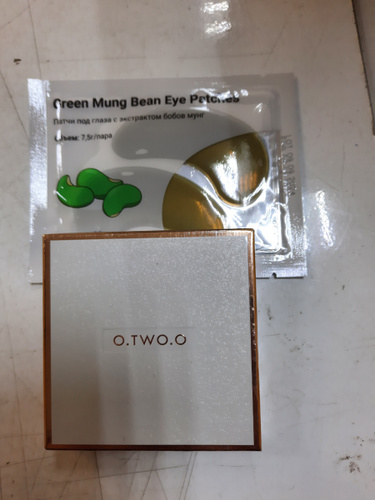 Green Mung Bean Eye Patches
Патчи под глаза с экстрактом бобов мунг
Объем: 7,5г/пара
O.TWO.O